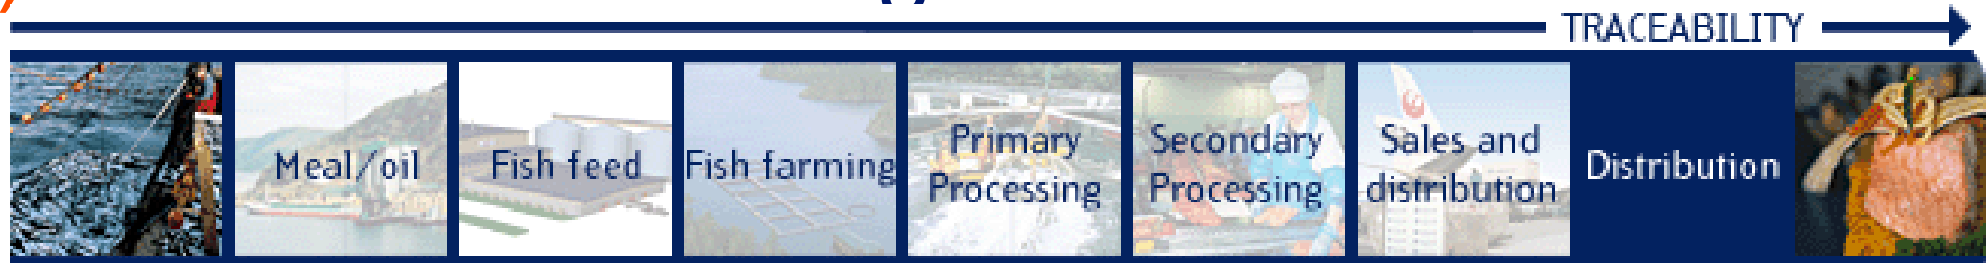 TRACEABILITY
Meal/oil
Fish feed
Fish farming
Primary
Processing
Secondary
Processing
Sales and
distribution
Distribution